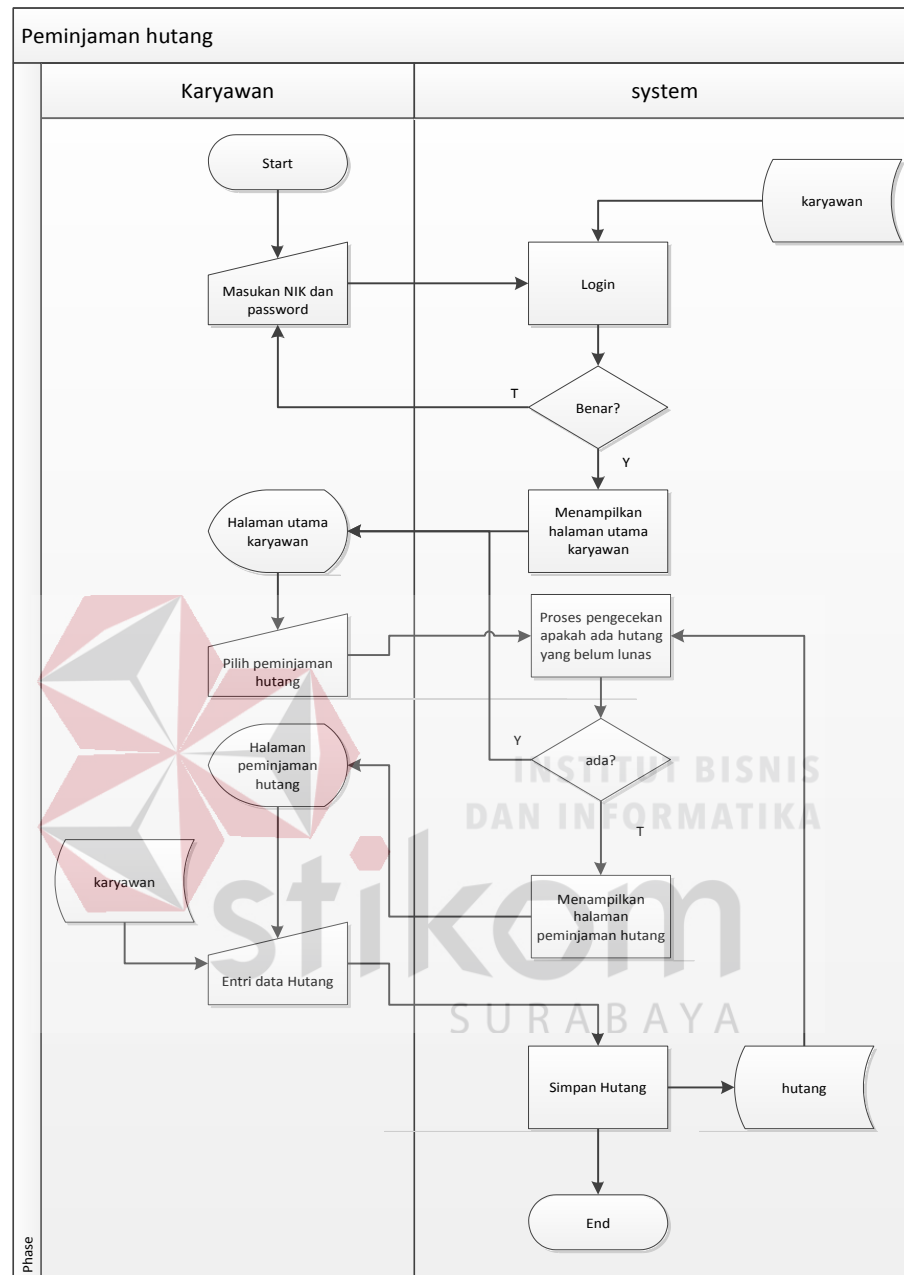 Peminjaman hutang
Karyawan
system
Start
karyawan
Masukan NIK dan
password
Login
T
Benar?
Y
Halaman utama
karyawan
Menampilkan
halaman utama
karyawan
Pilih peminjaman
hutang
Proses pengecekan
apakah ada hutang
yang belum lunas
Halaman
peminjaman
hutang
Y
ada?
INSTITUT BISNIS
DAN INFORMATIKA
T
karyawan
Menampilkan
halaman
peminjaman hutang
stikom
Entri data Hutang
SURABAYA
Simpan Hutang
hutang
End
Phase